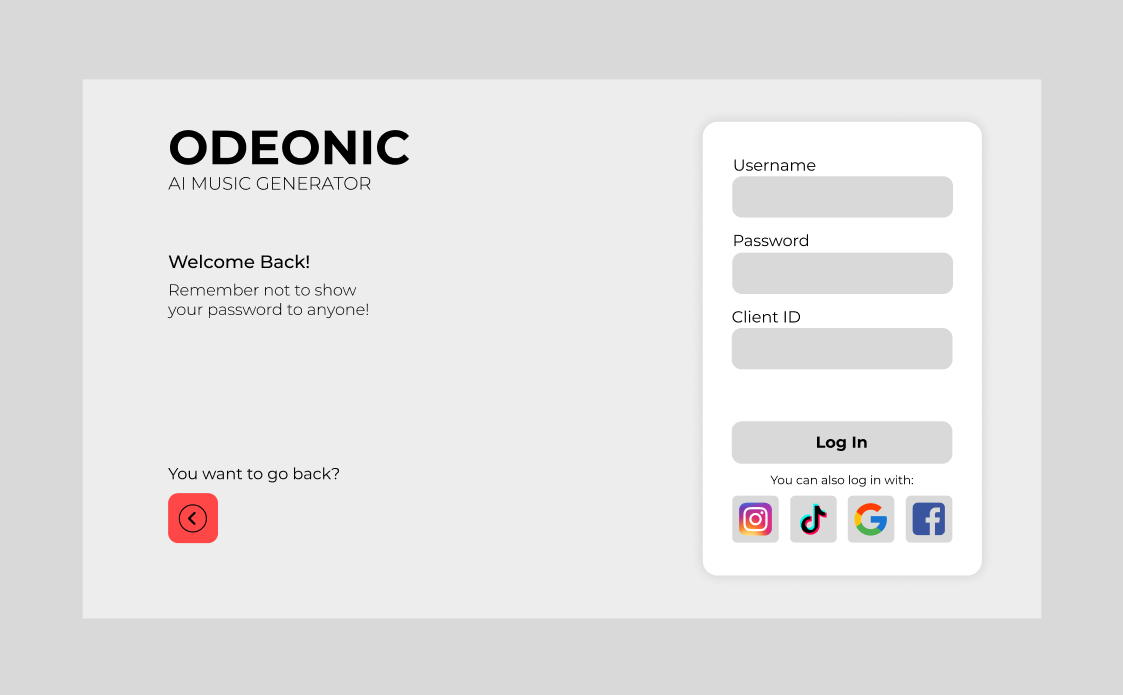 ODEONIC
AI MUSIC GENERATOR
Welcome Back!
Remember not to show
your password to anyone!
You want to go back?
Username
Password
Client ID
Log In
You can also log in with: